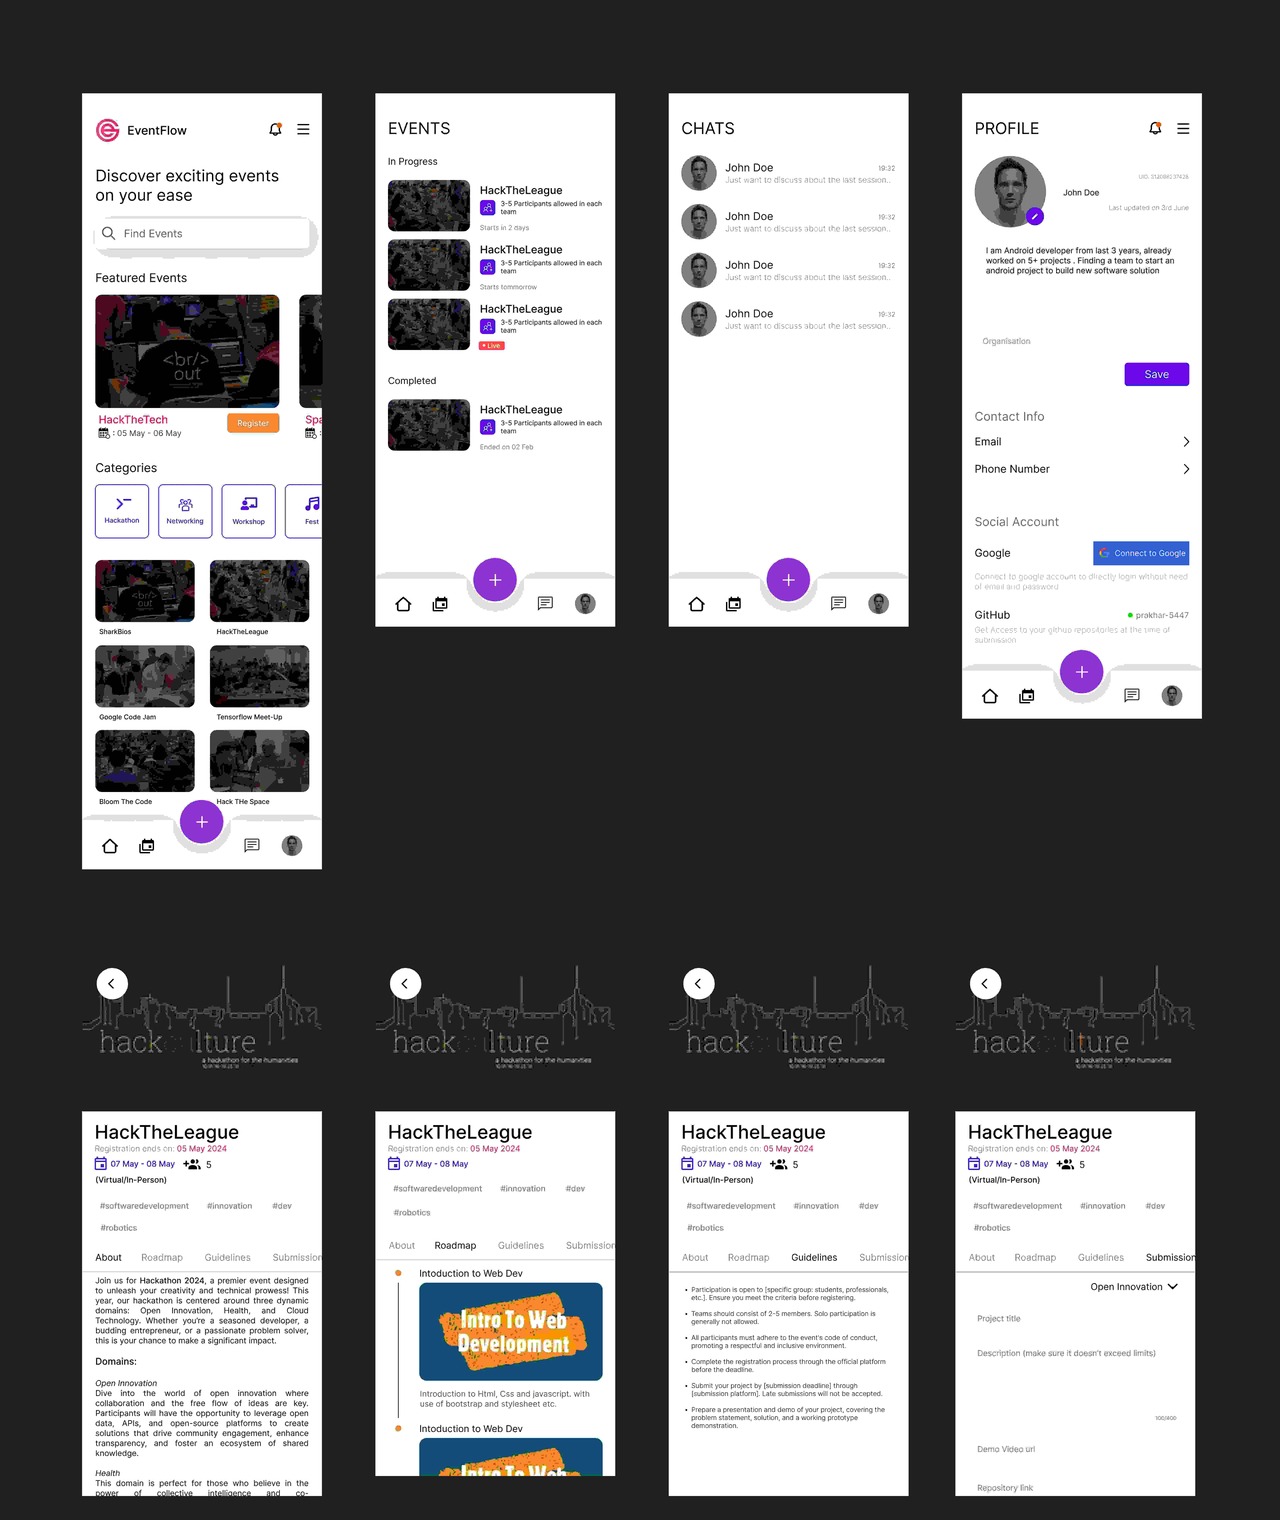 EventFlow
Discover exciting events
on your ease
Find Events
Featured Events
<br/>
out
HackTheTech
Register
Spa
: 05 May - 06 May
:
Categories
Hackathon
Networking
Workshop
Fest
out
SharkBios
HackTheLeague
Google Code Jam
Tensorflow Meet-Up
Bloom The Code
Hack THe Space
EVENTS
In Progress
HackTheLeague
3-5 Participants allowed in each
team
Starts in 2 days
HackTheLeague
3-5 Participants allowed in each
team
Starts tommorrow
HackTheLeague
3-5 Participants allowed in each
team
• Live
Completed
HackTheLeague
3-5 Participants allowed in each
team
Ended on 02 Feb
CHATS
John Doe
19:32
Just want to discuss about the last session..
John Doe
19:32
Just want to discuss about the last session..
John Doe
19:32
Just want to discuss about the last session..
John Doe
19:32
Just want to discuss about the last session..
PROFILE
John Doe
Last updated on 3rd June
I am Android developer from last 3 years, already
worked on 5+ projects . Finding a team to start an
android project to build new software solution
Organisation
Save
Contact Info
Email
Phone Number
Social Account
Google
Connect to Google
Connect to google account to directly login without need
of email and password
GitHub
prakhar-5447
Get Access to your github repositories at the time of
submission
hack lture
a hackathon for the humanities
HackTheLeague
Registration ends on: 05 May 2024
07 May - 08 May
5
(Virtual/In-Person)
#softwaredevelopment #innovation #dev
#robotics
About Roadmap Guidelines Submission
Join us for Hackathon 2024, a premier event designed
to unleash your creativity and technical prowess! This
year, our hackathon is centered around three dynamic
domains: Open Innovation, Health, and Cloud
Technology. Whether you're a seasoned developer, a
budding entrepreneur, or a passionate problem solver,
this is your chance to make a significant impact.
Domains:
Open Innovation
Dive into the world of open innovation where
collaboration and the free flow of ideas are key.
Participants will have the opportunity to leverage open
data, APIs, and open-source platforms to create
solutions that drive community engagement, enhance
transparency, and foster an ecosystem of shared
knowledge.
Health
This domain is perfect for those who believe in the
power of collective intelligence and co-
hack lture
a hackathon for the humanities
HackTheLeague
Registration ends on: 05 May 2024
07 May - 08 May
#softwaredevelopment #innovation #dev
#robotics
About Roadmap Guidelines Submission
Intoduction to Web Dev
Intro To Web
Development
Introduction to Html, Css and javascript. with
use of bootstrap and stylesheet etc.
Intoduction to Web Dev
Intro To Web
hack lture
a hackathon for the humanities
HackTheLeague
Registration ends on: 05 May 2024
07 May - 08 May
5
(Virtual/In-Person)
#softwaredevelopment #innovation #dev
#robotics
About Roadmap Guidelines Submission
• Participation is open to [specific group: students, professionals,
etc.]. Ensure you meet the criteria before registering.
• Teams should consist of 2-5 members. Solo participation is
generally not allowed.
• All participants must adhere to the event's code of conduct,
promoting a respectful and inclusive environment.
• Complete the registration process through the official platform
before the deadline.
• Submit your project by [submission deadline] through
[submission platform]. Late submissions will not be accepted.
• Prepare a presentation and demo of your project, covering the
problem statement, solution, and a working prototype
demonstration.
hack lture
a hackathon for the humanities
HackTheLeague
Registration ends on: 05 May 2024
07 May - 08 May
5
(Virtual/In-Person)
#softwaredevelopment #innovation #dev
#robotics
About Roadmap Guidelines Submission
Open Innovation
Project title
Description (make sure it doesn't exceed limits)
100/400
Demo Video url
Repository link